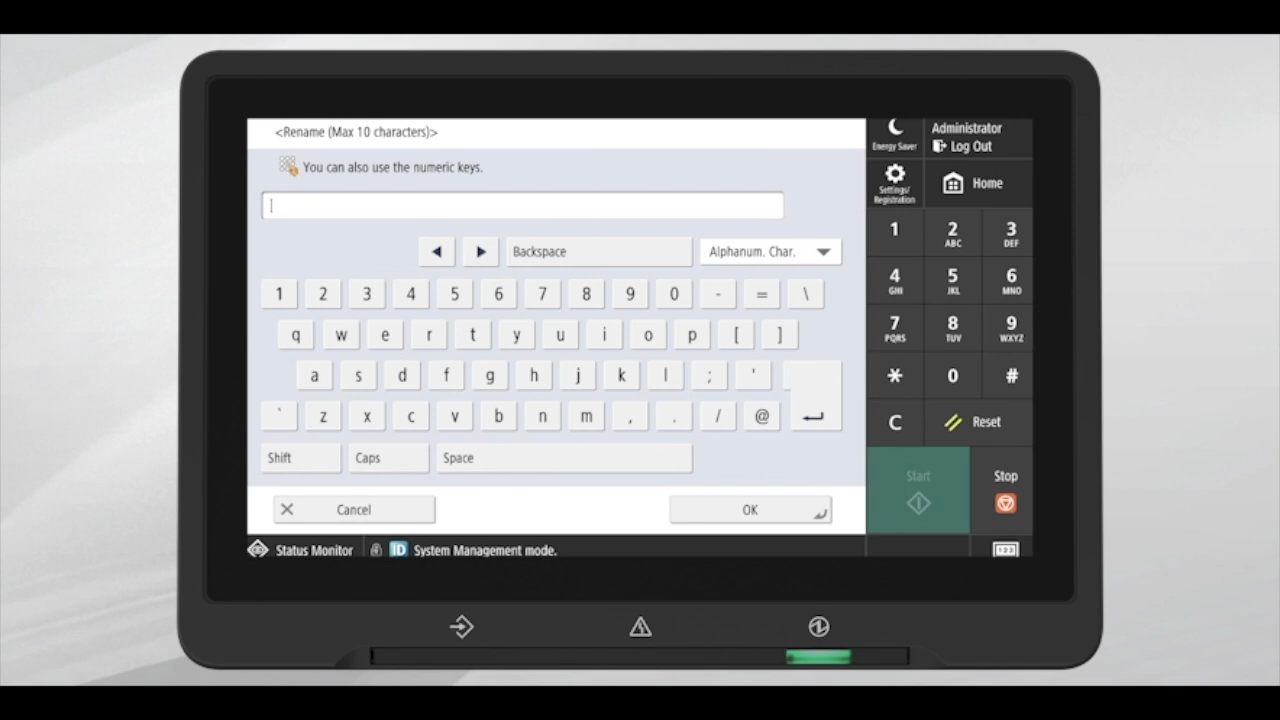 <Rename (Max 10 characters)>
You can also use the numeric keys.
Backspace
Alphanum. Char.
1 2 3 4 5 6 7 8 9 0 - = \
q w e r t y u i o p [ ]
a s d f g h j k l ; '
` z x c v b n m , . / @
Shift Caps Space
Cancel OK
Status Monitor ID System Management mode.
Energy Saver
Administrator
Log Out
Settings/
Registration
Home
1 2 3
ABC DEF
4 5 6
GHI JKL MNO
7 8 9
PQRS TUV WXYZ
* 0 #
C Reset
Start Stop
123